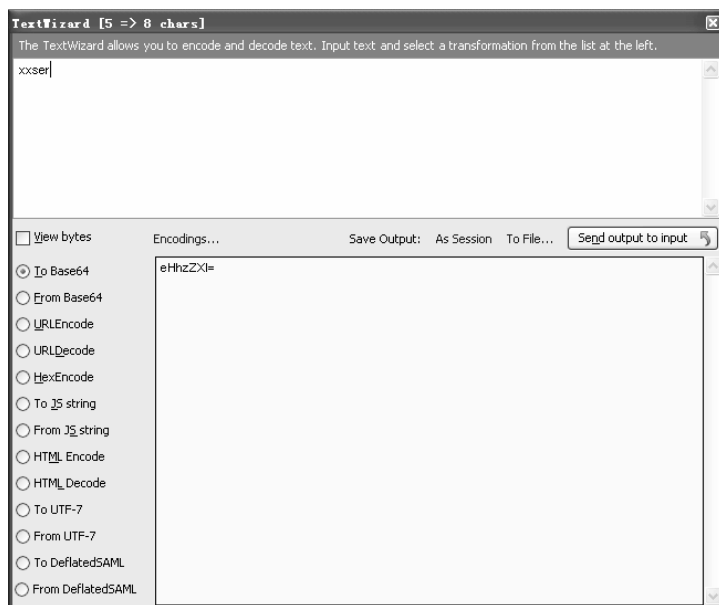 TextWizard [5 => 8 chars]
The TextWizard allows you to encode and decode text. Input text and select a transformation from the list at the left.
xxser
View bytes
Encodings...
Save Output: As Session To File... Send output to input
To Base64
eHhzZXI=
From Base64
URLEncode
URLDecode
HexEncode
To JS string
From JS string
HTML Encode
HTML Decode
To UTF-7
From UTF-7
To DeflatedSAML
From DeflatedSAML